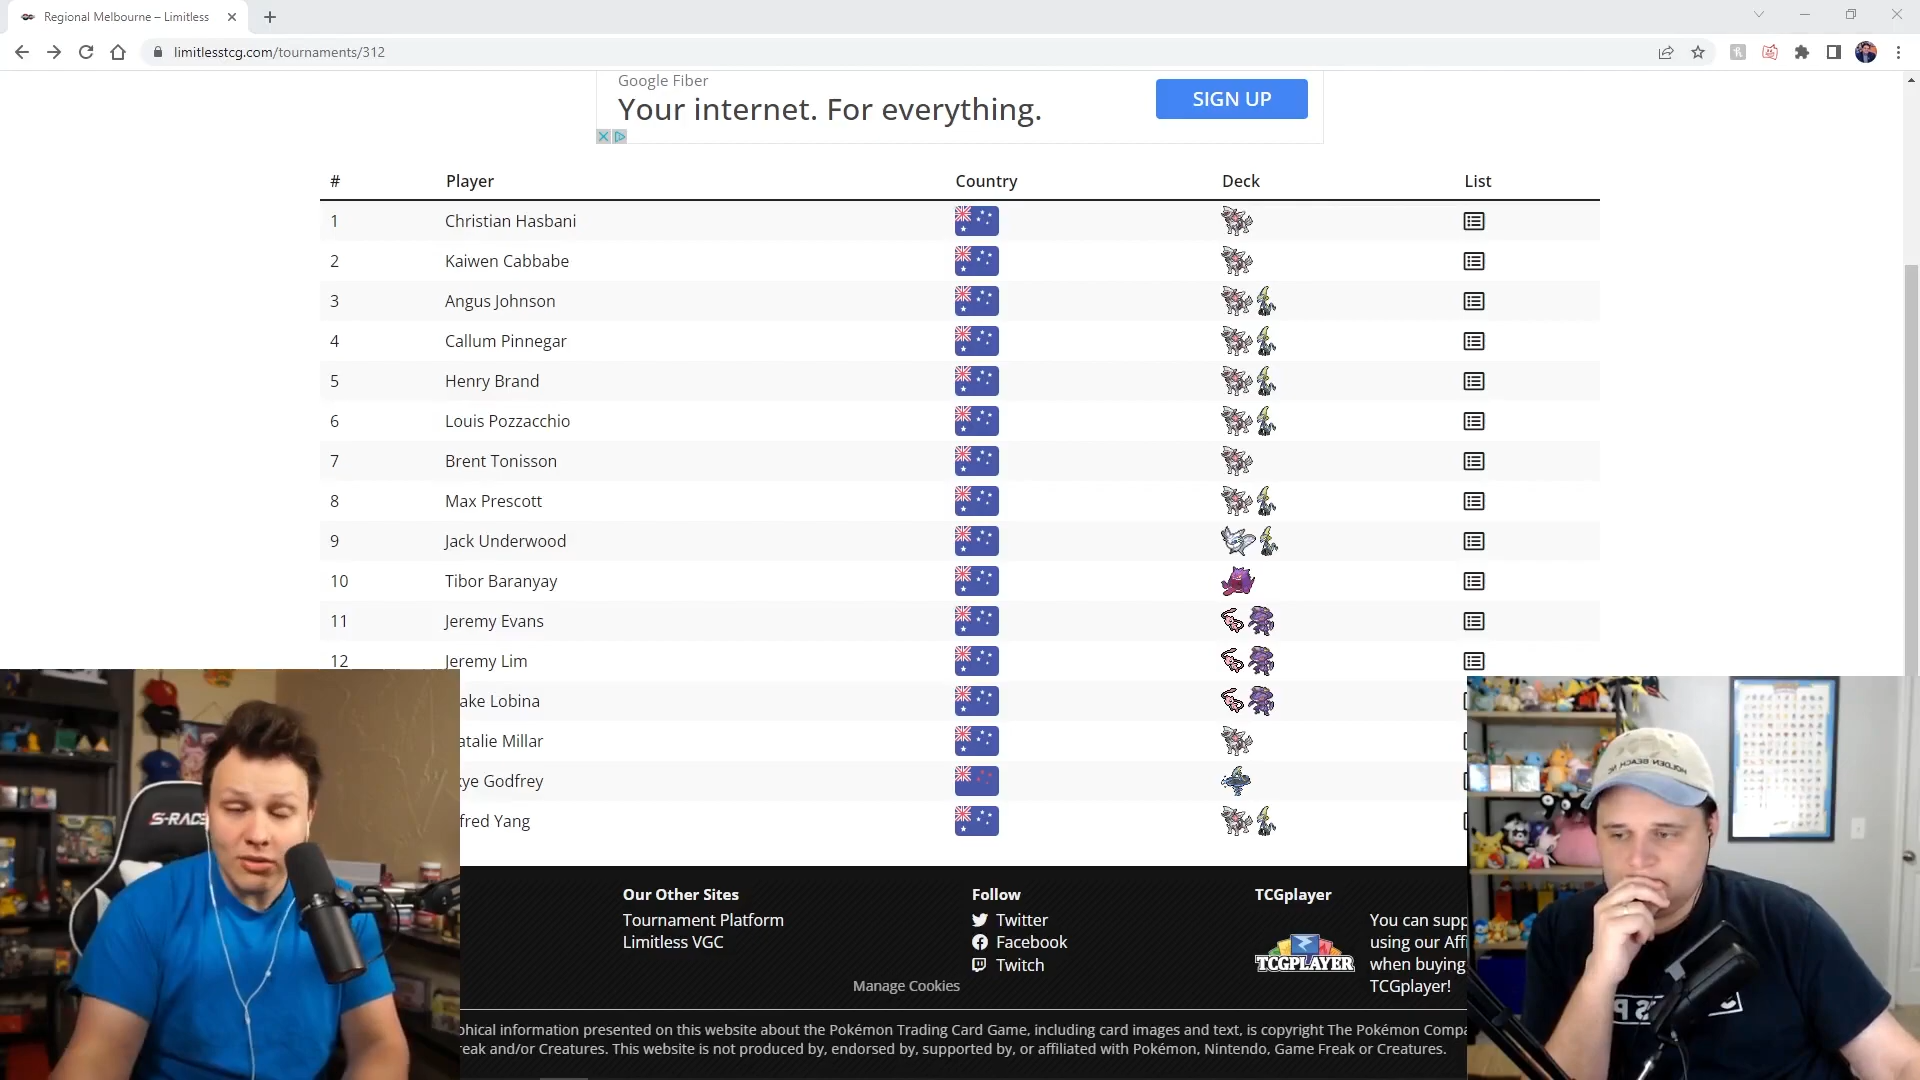 Regional Melbourne – Limitless
limitlesstcg.com/tournaments/312
Google Fiber
Your internet. For everything.
SIGN UP
# Player Country Deck List
1 Christian Hasbani
2 Kaiwen Cabbabe
3 Angus Johnson
4 Callum Pinnegar
5 Henry Brand
6 Louis Pozzacchio
7 Brent Tonisson
8 Max Prescott
9 Jack Underwood
10 Tibor Baranyay
11 Jeremy Evans
12 Jeremy Lim
ake Lobina
atalie Millar
kye Godfrey
fred Yang
S-RACE
HOLDEN BEACH, NC
Our Other Sites
Tournament Platform
Limitless VGC
Follow
Twitter
Facebook
Twitch
TCGplayer
TCGPLAYER
You can supp
using our Affi
when buying
TCGplayer!
Manage Cookies
phical information presented on this website about the Pokémon Trading Card Game, including card images and text, is copyright The Pokémon Compa
eak and/or Creatures. This website is not produced by, endorsed by, supported by, or affiliated with Pokémon, Nintendo, Game Freak or Creatures.